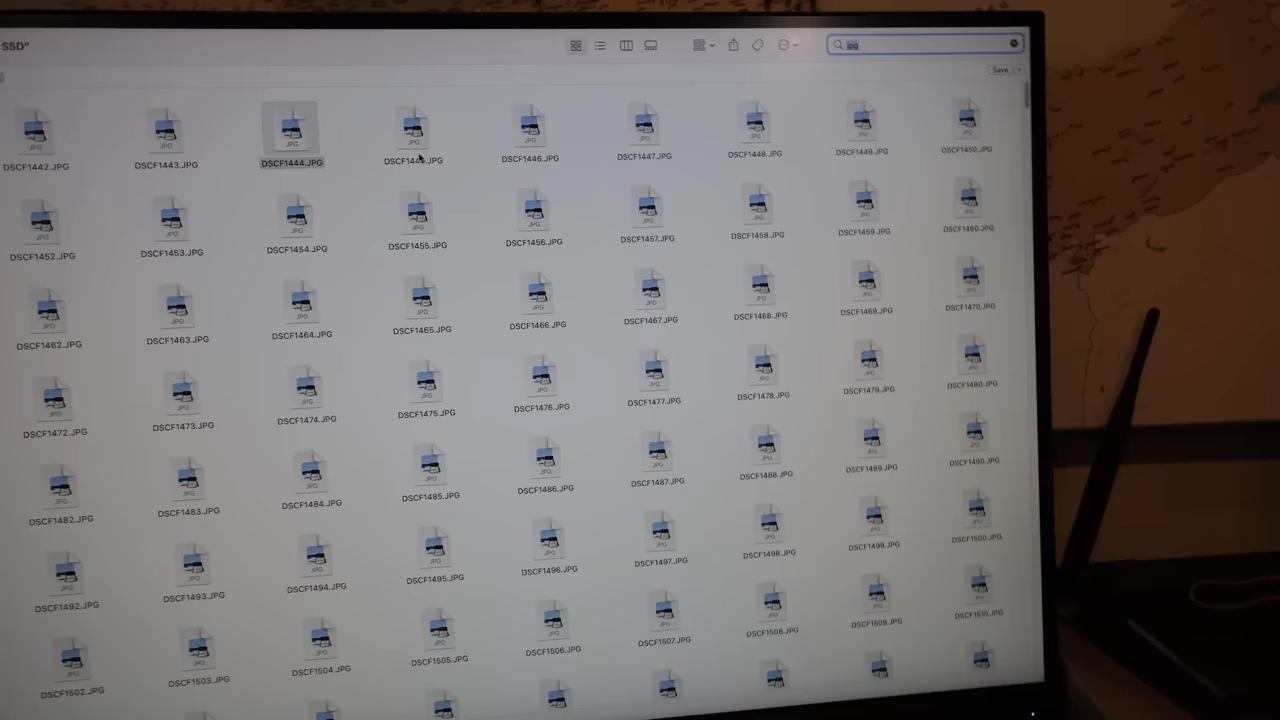 SSD"
jpg
Save
DSCF1442.JPG DSCF1443.JPG DSCF1444.JPG DSCF1445.JPG DSCF1446.JPG DSCF1447.JPG DSCF1448.JPG DSCF1449.JPG DSCF1450.JPG
DSCF1452.JPG DSCF1453.JPG DSCF1454.JPG DSCF1455.JPG DSCF1456.JPG DSCF1457.JPG DSCF1458.JPG DSCF1459.JPG DSCF1460.JPG
DSCF1462.JPG DSCF1463.JPG DSCF1464.JPG DSCF1465.JPG DSCF1466.JPG DSCF1467.JPG DSCF1468.JPG DSCF1469.JPG DSCF1470.JPG
DSCF1472.JPG DSCF1473.JPG DSCF1474.JPG DSCF1475.JPG DSCF1476.JPG DSCF1477.JPG DSCF1478.JPG DSCF1479.JPG DSCF1480.JPG
DSCF1482.JPG DSCF1483.JPG DSCF1484.JPG DSCF1485.JPG DSCF1486.JPG DSCF1487.JPG DSCF1488.JPG DSCF1489.JPG DSCF1490.JPG
DSCF1492.JPG DSCF1493.JPG DSCF1494.JPG DSCF1495.JPG DSCF1496.JPG DSCF1497.JPG DSCF1498.JPG DSCF1499.JPG DSCF1500.JPG
DSCF1502.JPG DSCF1503.JPG DSCF1504.JPG DSCF1505.JPG DSCF1506.JPG DSCF1507.JPG DSCF1508.JPG DSCF1509.JPG DSCF1510.JPG